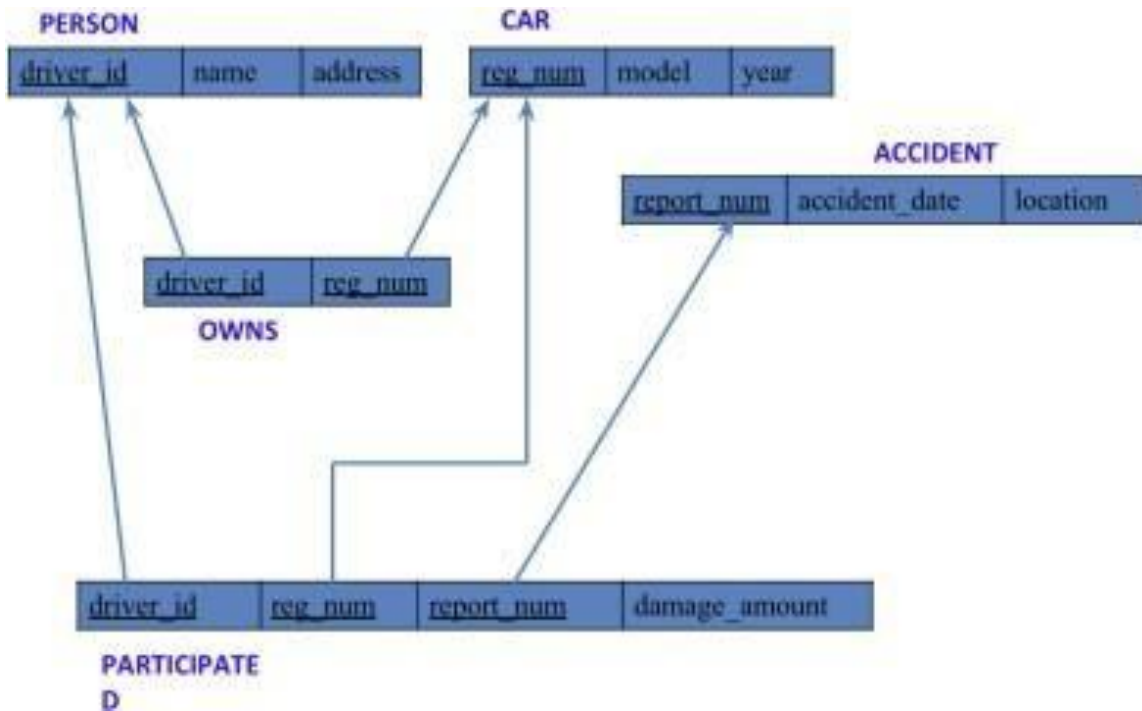 PERSON
driver_id name address
CAR
reg_num model year
ACCIDENT
report_num accident_date location
driver_id reg_num
OWNS
driver_id reg_num report_num damage_amount
PARTICIPATE
D